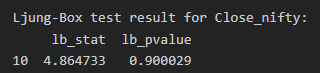 Ljung-Box test result for Close_nifty:
lb_stat lb_pvalue
10 4.864733 0.900029